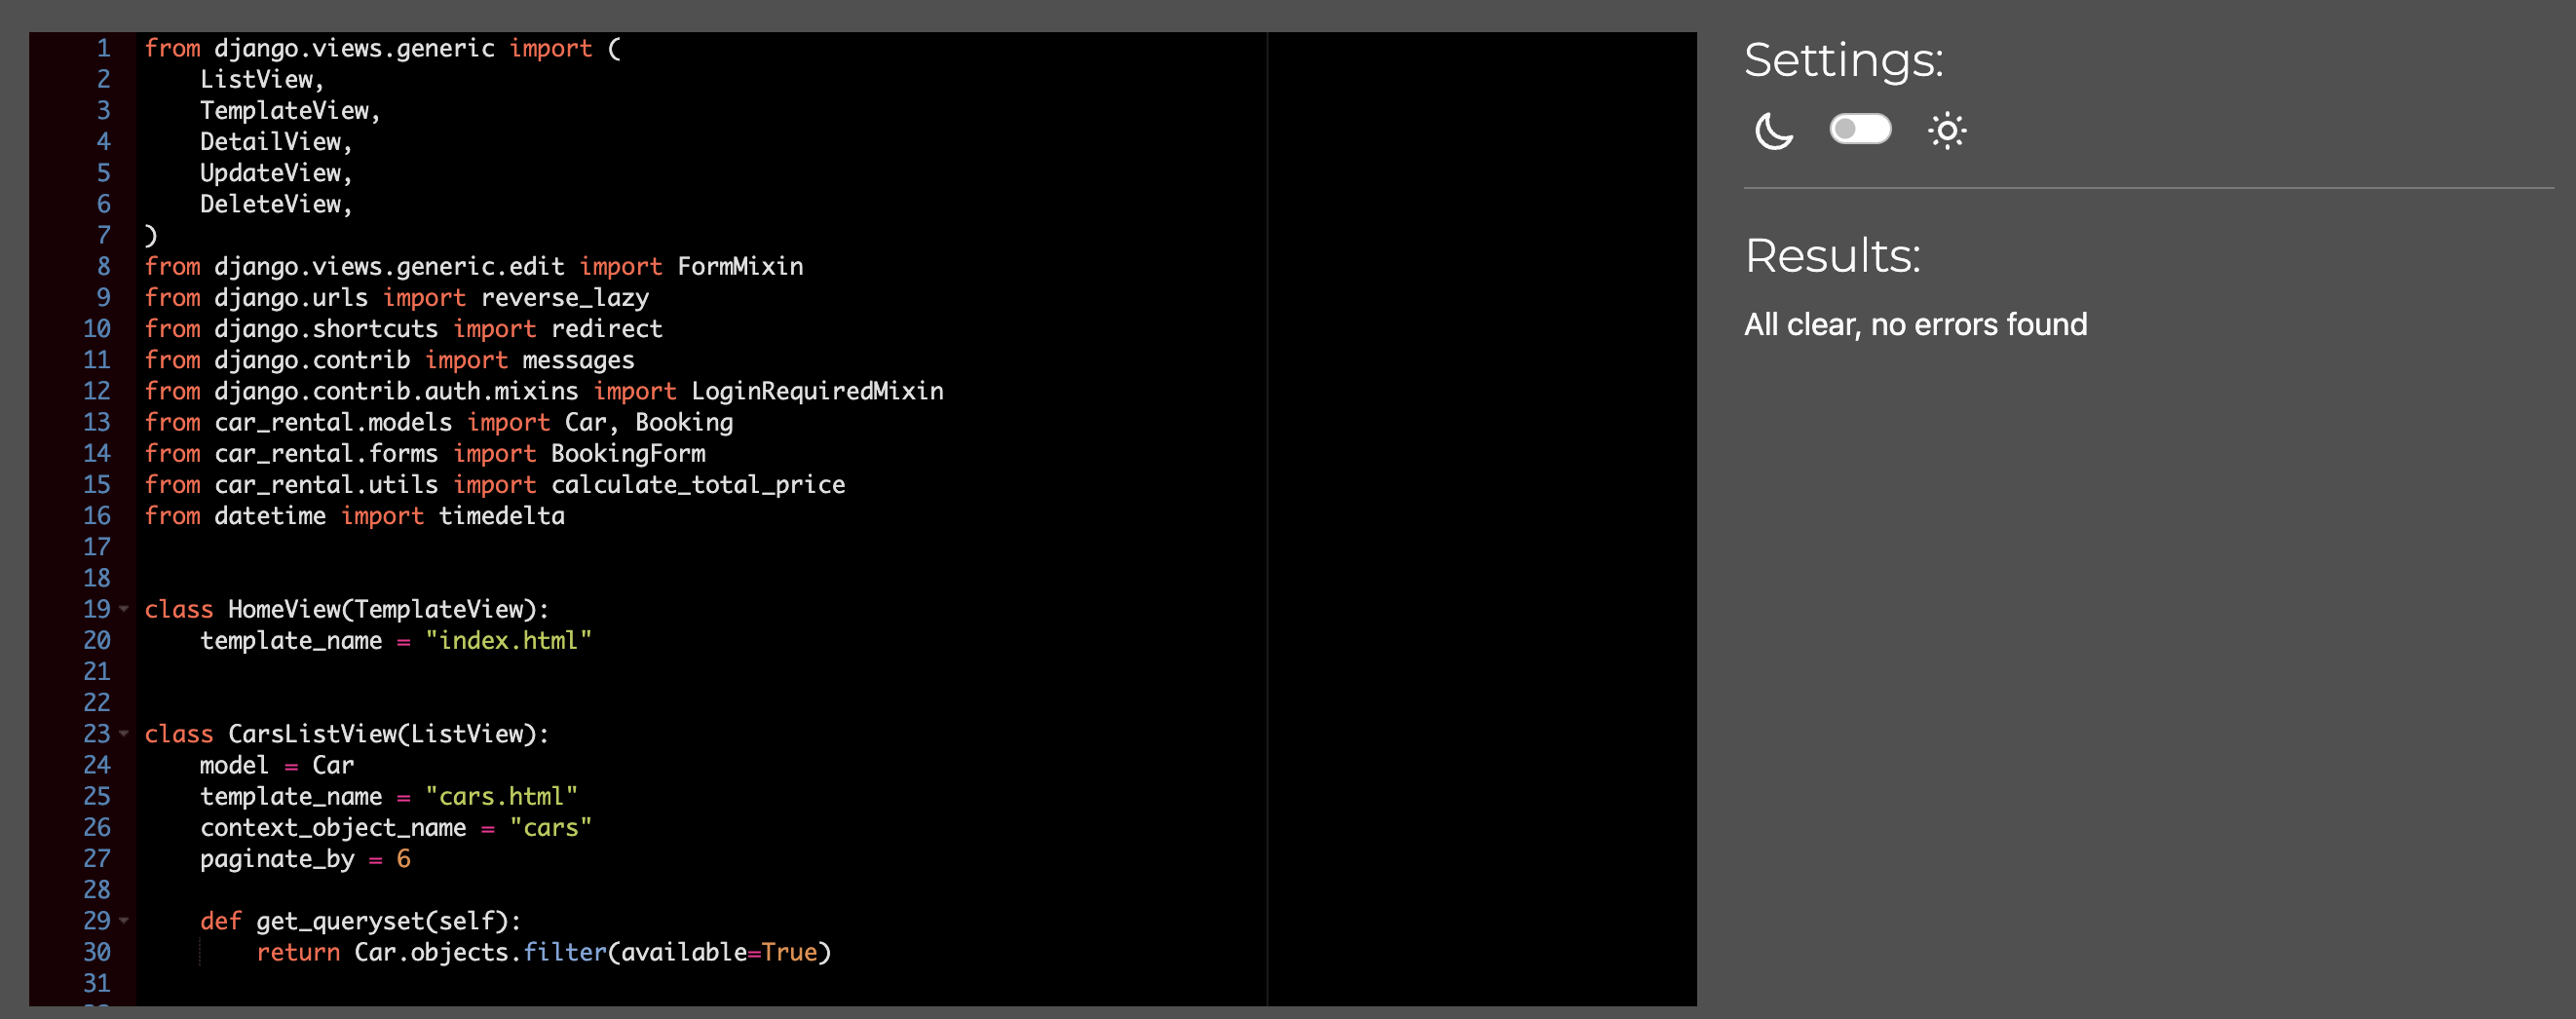 1 from django.views.generic import (
2     ListView,
3     TemplateView,
4     DetailView,
5     UpdateView,
6     DeleteView,
7 )
8 from django.views.generic.edit import FormMixin
9 from django.urls import reverse_lazy
10 from django.shortcuts import redirect
11 from django.contrib import messages
12 from django.contrib.auth.mixins import LoginRequiredMixin
13 from car_rental.models import Car, Booking
14 from car_rental.forms import BookingForm
15 from car_rental.utils import calculate_total_price
16 from datetime import timedelta
17
18
19 class HomeView(TemplateView):
20     template_name = "index.html"
21
22
23 class CarsListView(ListView):
24     model = Car
25     template_name = "cars.html"
26     context_object_name = "cars"
27     paginate_by = 6
28
29     def get_queryset(self):
30         return Car.objects.filter(available=True)
31
Settings:
Results:
All clear, no errors found